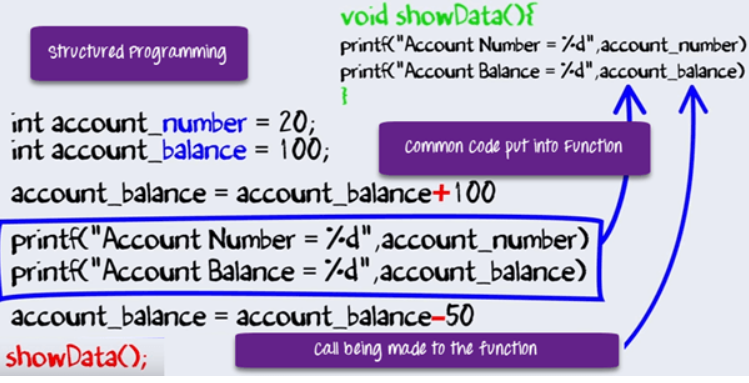 Structured Programming
void showData(){
printf("Account Number = %d",account_number)
printf("Account Balance = %d",account_balance)
}
int account_number = 20;
int account_balance = 100;
Common Code put into Function
account_balance = account_balance+100
printf("Account Number = %d",account_number)
printf("Account Balance = %d",account_balance)
account_balance = account_balance-50
showData();
Call being made to the function